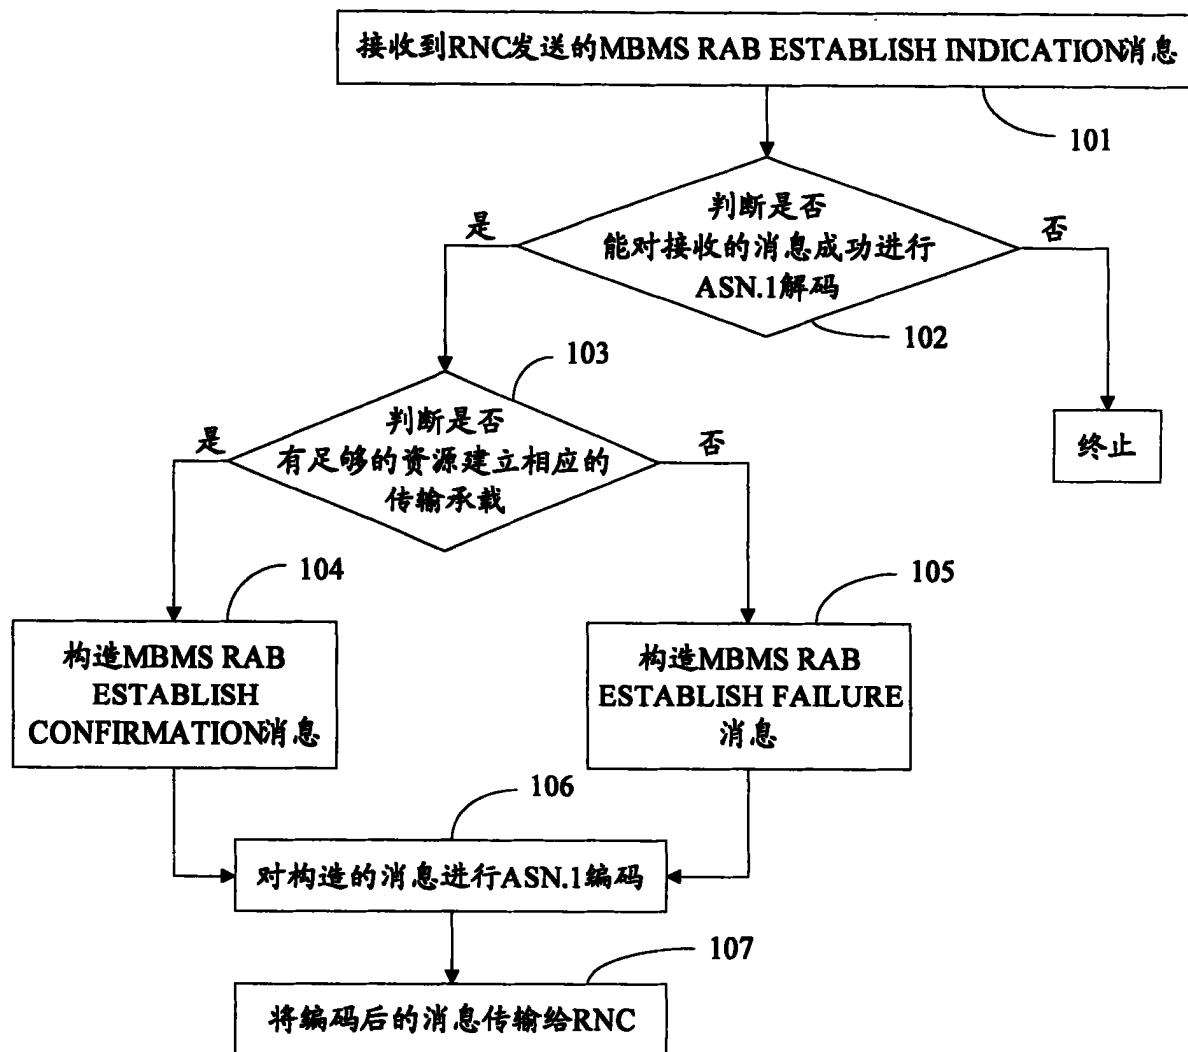 接收到RNC发送的MBMS RAB ESTABLISH INDICATION消息
101
判断是否
能对接收的消息成功进行
ASN.1解码
是
否
102
103
判断是否
有足够的资源建立相应的
传输承载
是
否
终止
104
105
构造MBMS RAB
ESTABLISH
CONFIRMATION消息
构造MBMS RAB
ESTABLISH FAILURE
消息
106
对构造的消息进行ASN.1编码
107
将编码后的消息传输给RNC